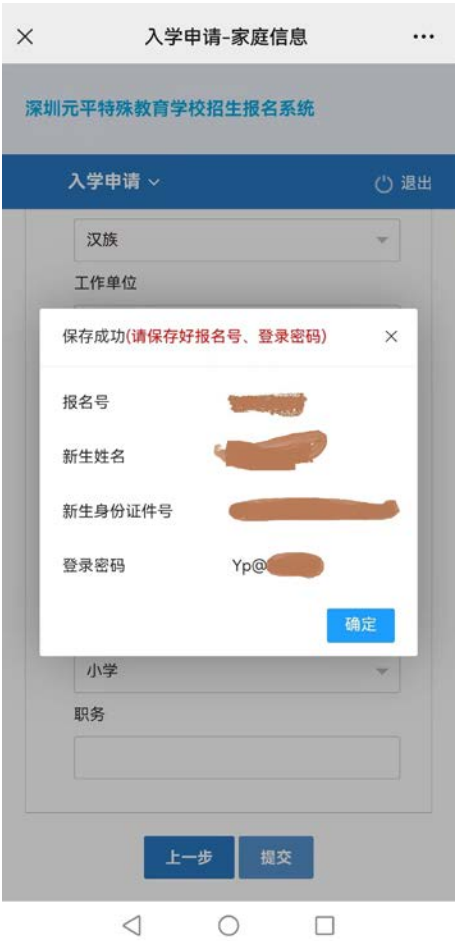 入学申请-家庭信息
深圳元平特殊教育学校招生报名系统
入学申请 退出
汉族
工作单位
保存成功(请保存好报名号、登录密码)
报名号
新生姓名
新生身份证件号
登录密码 Yp@
确定
小学
职务
上一步 提交